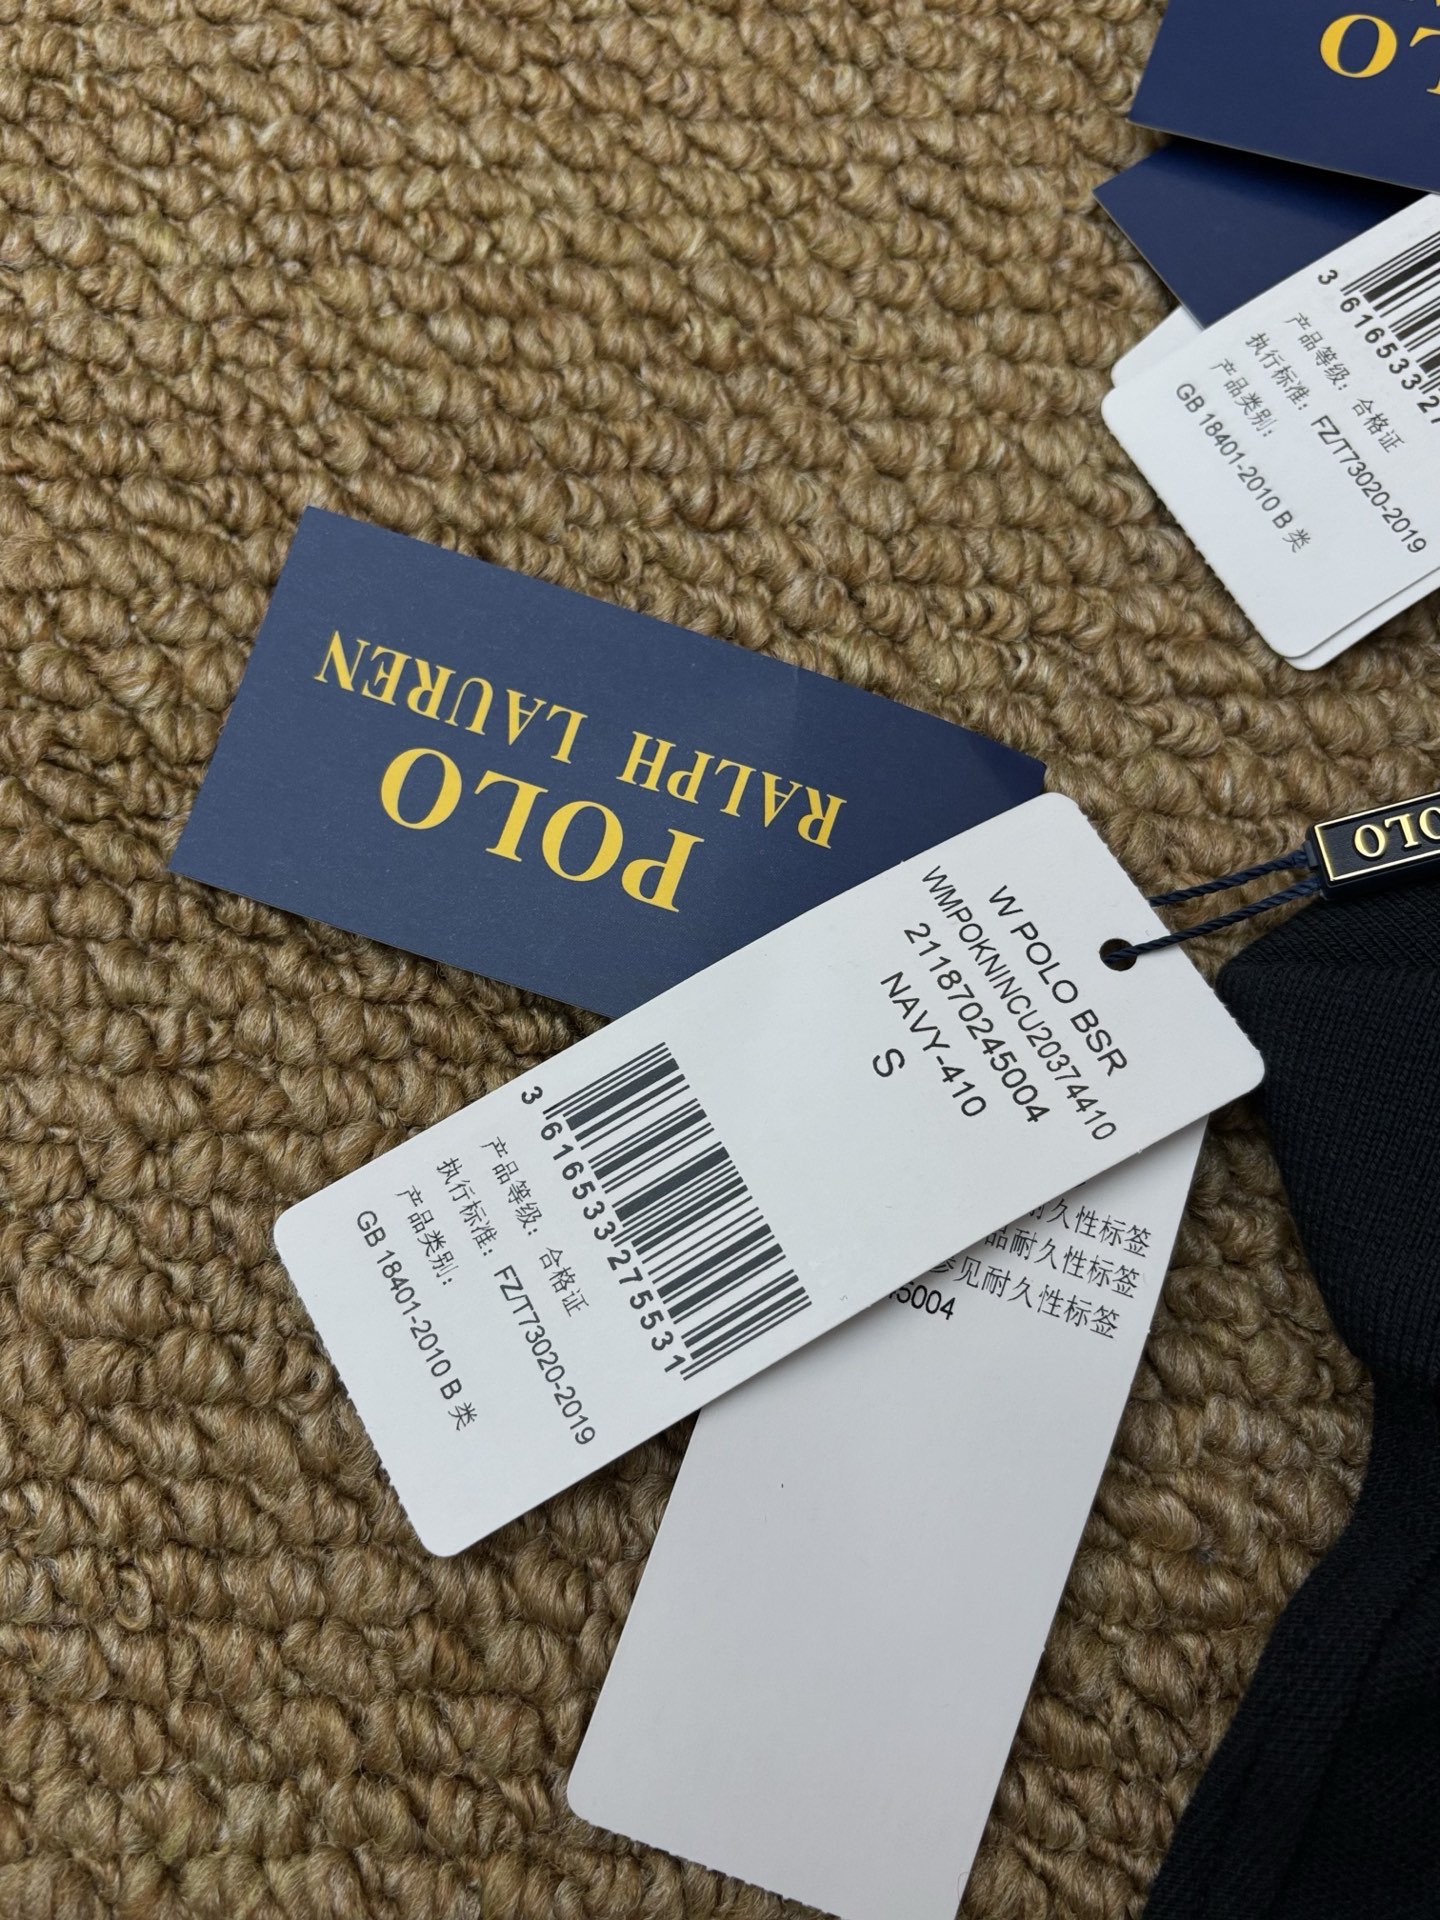 LO
3 616533 27
产品等级： 合格证
执行标准： FZ/T73020-2019
产品类别：
GB 18401-2010 B 类
POLO
RALPH LAUREN
POLO
W POLO BSR
WMPOKNINCU20374410
211870245004
NAVY-410
S
3 616533 275531
产品等级： 合格证
执行标准： FZ/T73020-2019
产品类别：
GB 18401-2010 B 类
耐久性标签
品耐久性标签
参见耐久性标签
5004